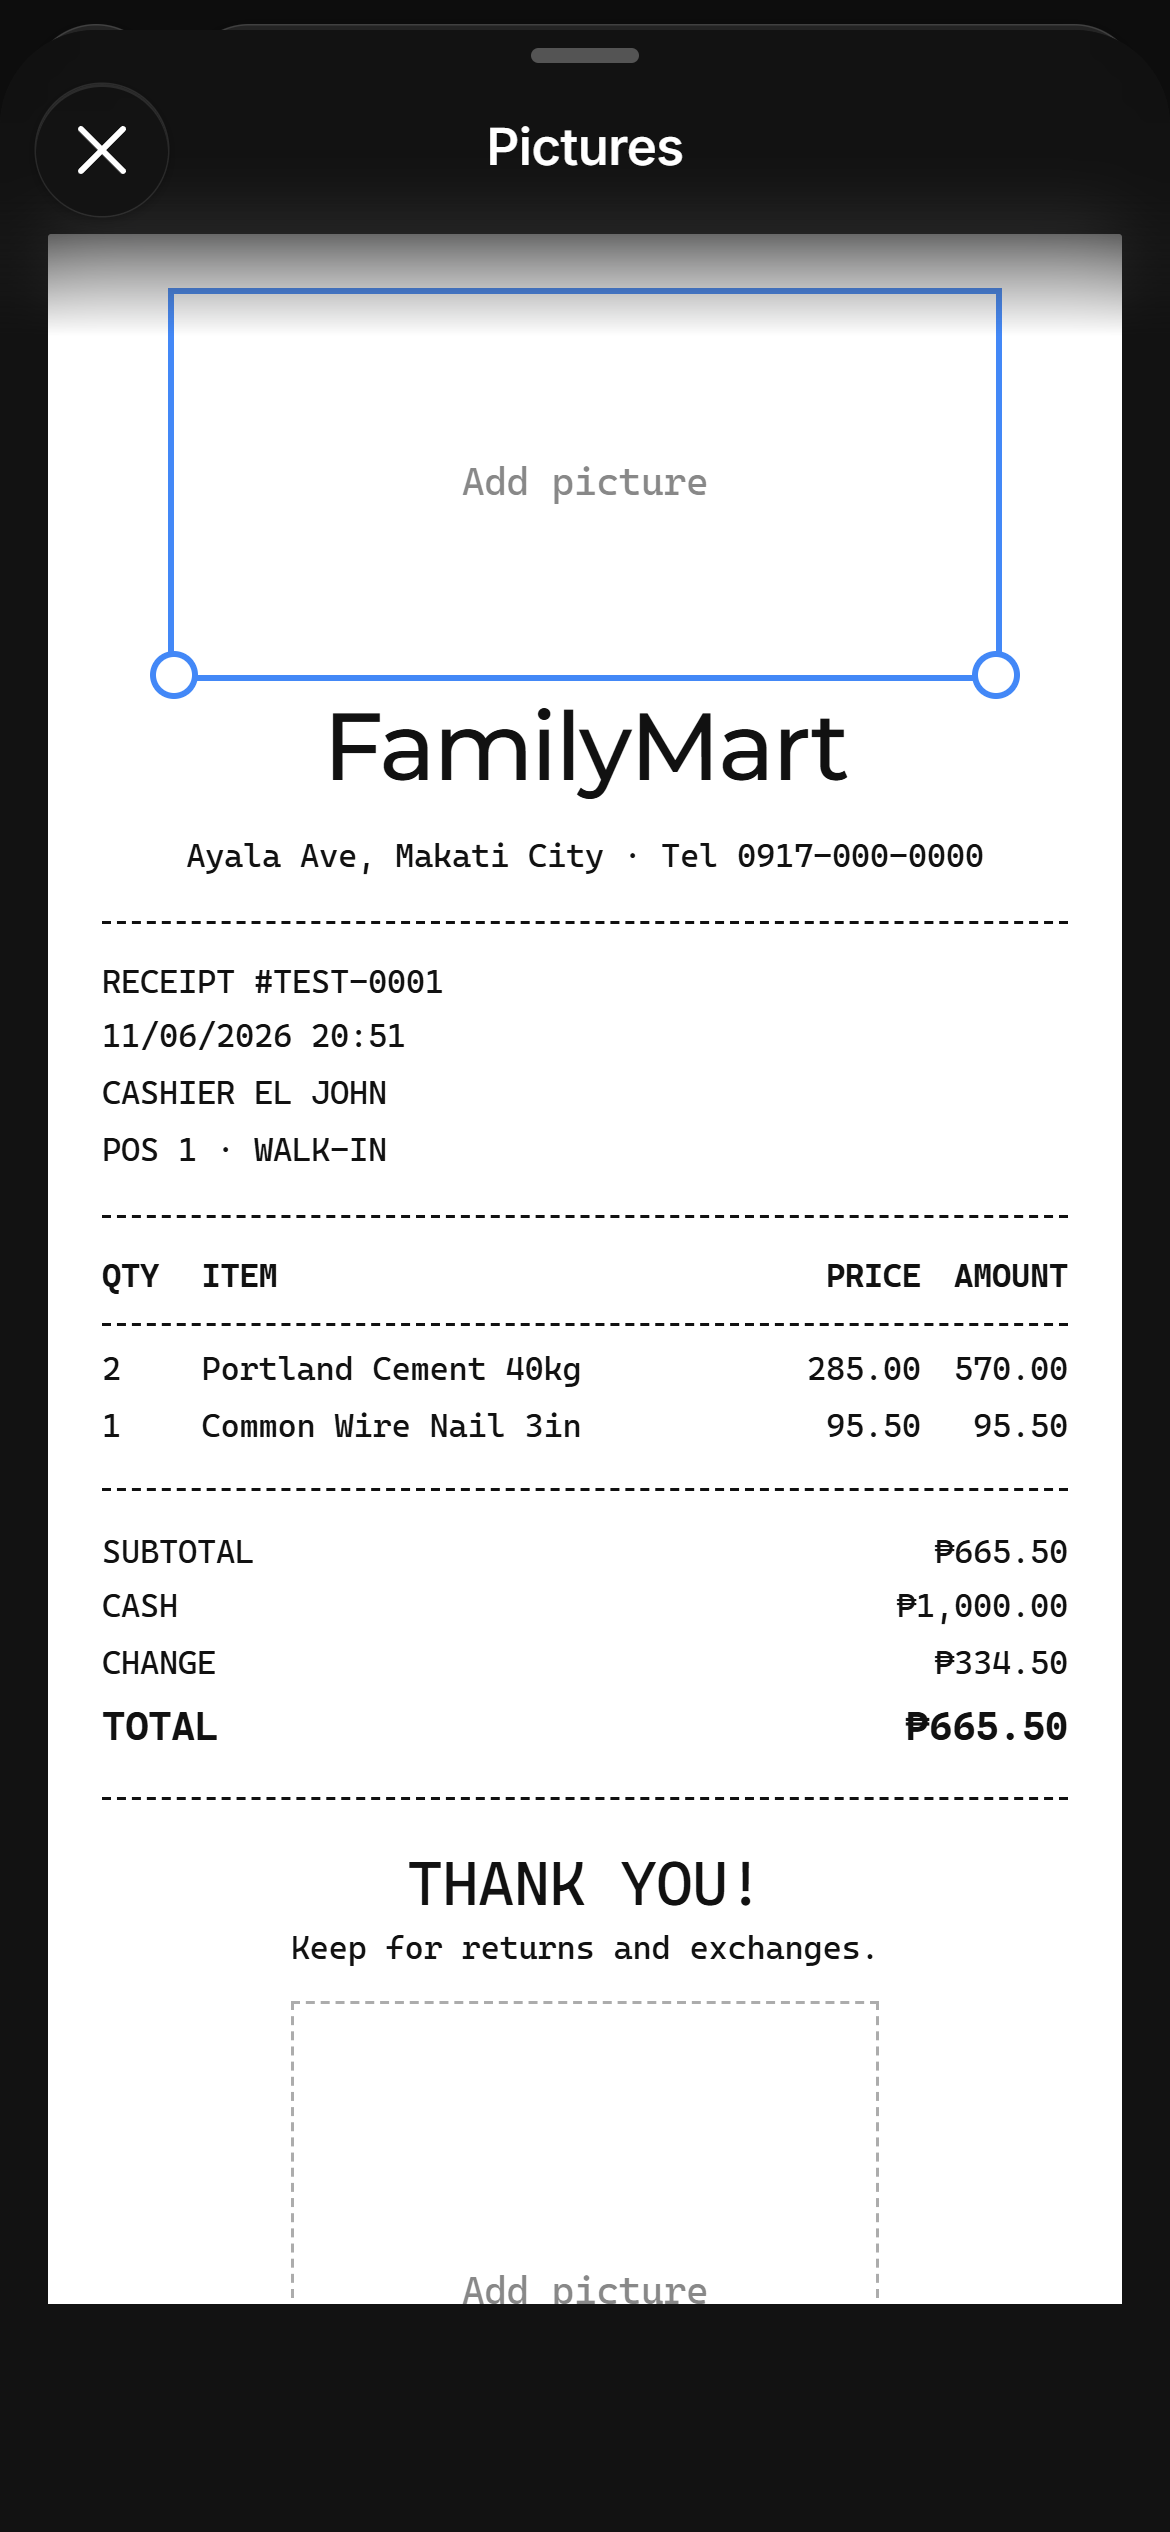 Pictures
Add picture
FamilyMart
Ayala Ave, Makati City · Tel 0917-000-0000
RECEIPT #TEST-0001
11/06/2026 20:51
CASHIER EL JOHN
POS 1 · WALK-IN
QTY ITEM PRICE AMOUNT
2 Portland Cement 40kg 285.00 570.00
1 Common Wire Nail 3in 95.50 95.50
SUBTOTAL ₱665.50
CASH ₱1,000.00
CHANGE ₱334.50
TOTAL ₱665.50
THANK YOU!
Keep for returns and exchanges.
Add picture